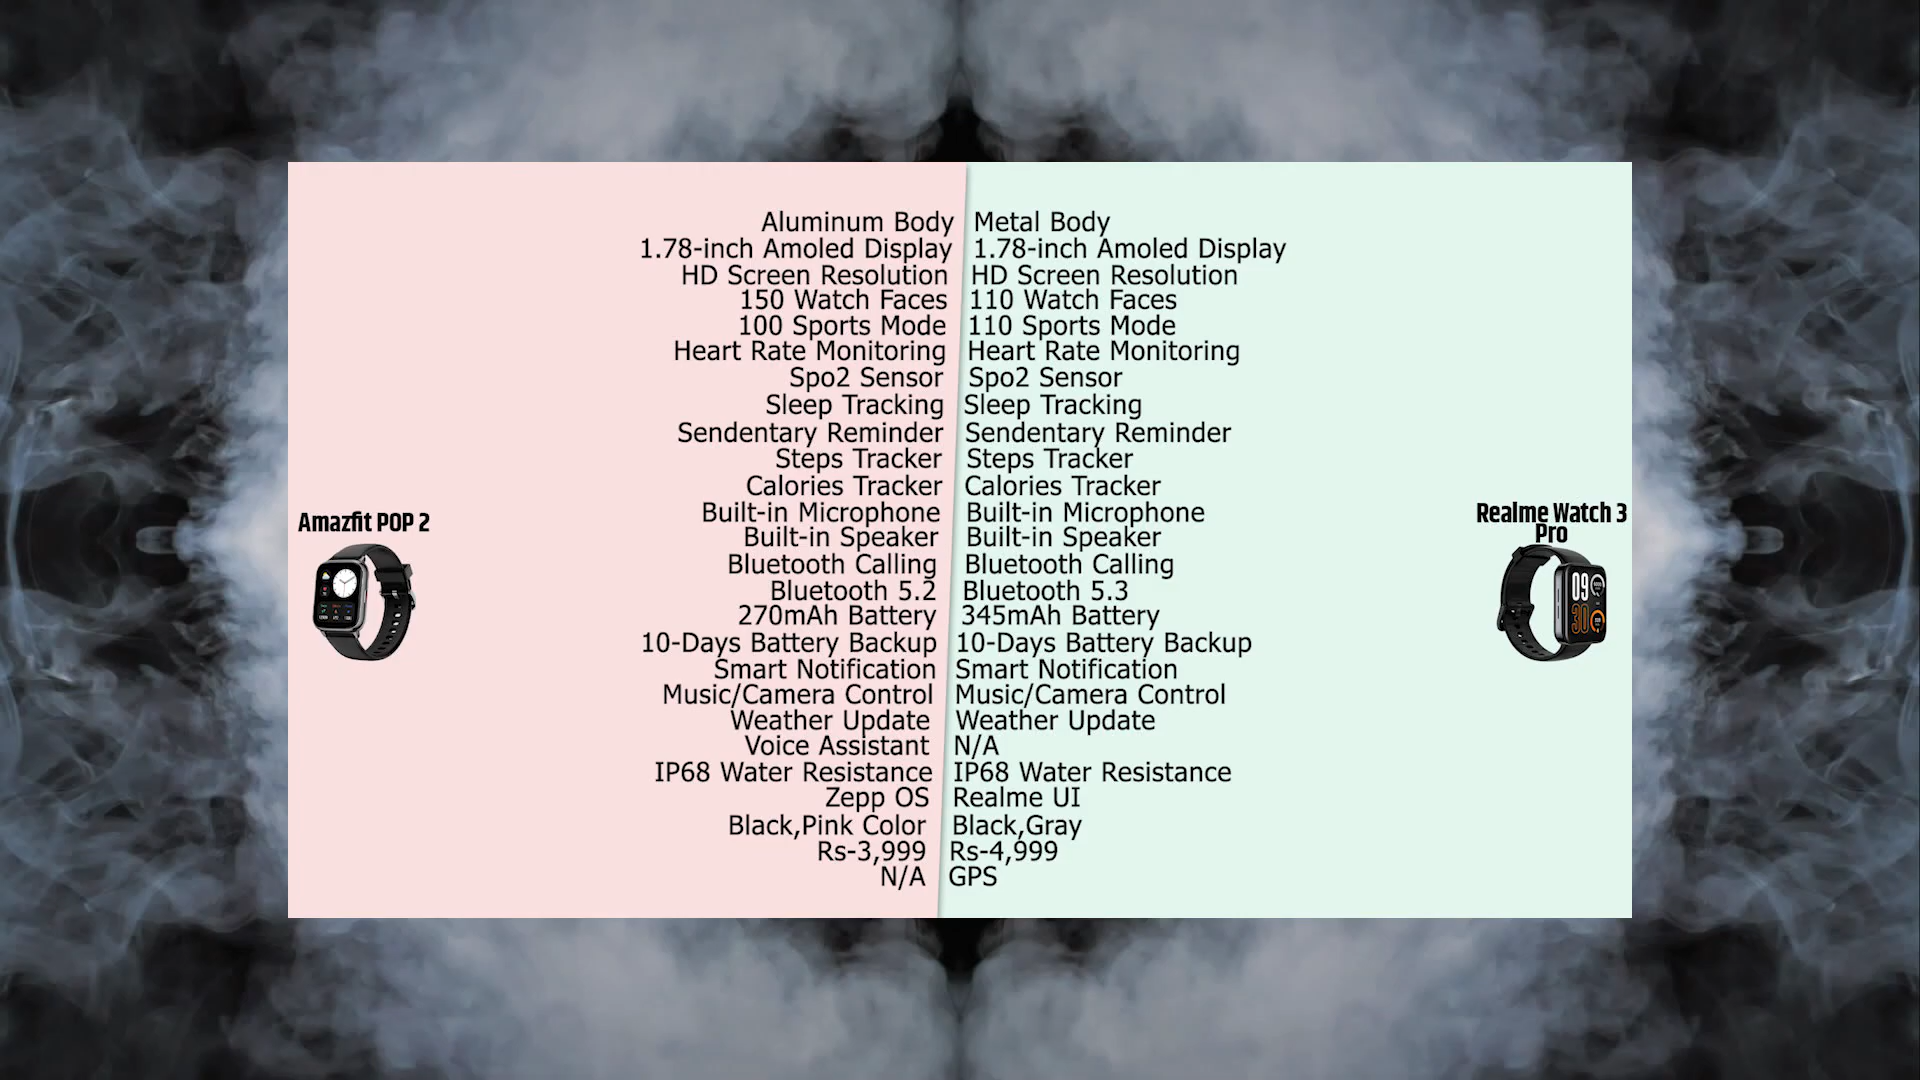 Aluminum Body Metal Body
1.78-inch Amoled Display 1.78-inch Amoled Display
HD Screen Resolution HD Screen Resolution
150 Watch Faces 110 Watch Faces
100 Sports Mode 110 Sports Mode
Heart Rate Monitoring Heart Rate Monitoring
Spo2 Sensor Spo2 Sensor
Sleep Tracking Sleep Tracking
Sendentary Reminder Sendentary Reminder
Steps Tracker Steps Tracker
Calories Tracker Calories Tracker
Built-in Microphone Built-in Microphone
Built-in Speaker Built-in Speaker
Bluetooth Calling Bluetooth Calling
Bluetooth 5.2 Bluetooth 5.3
270mAh Battery 345mAh Battery
10-Days Battery Backup 10-Days Battery Backup
Smart Notification Smart Notification
Music/Camera Control Music/Camera Control
Weather Update Weather Update
Voice Assistant N/A
IP68 Water Resistance IP68 Water Resistance
Zepp OS Realme UI
Black,Pink Color Black,Gray
Rs-3,999 Rs-4,999
N/A GPS
Amazfit POP 2
Realme Watch 3
Pro
09
30